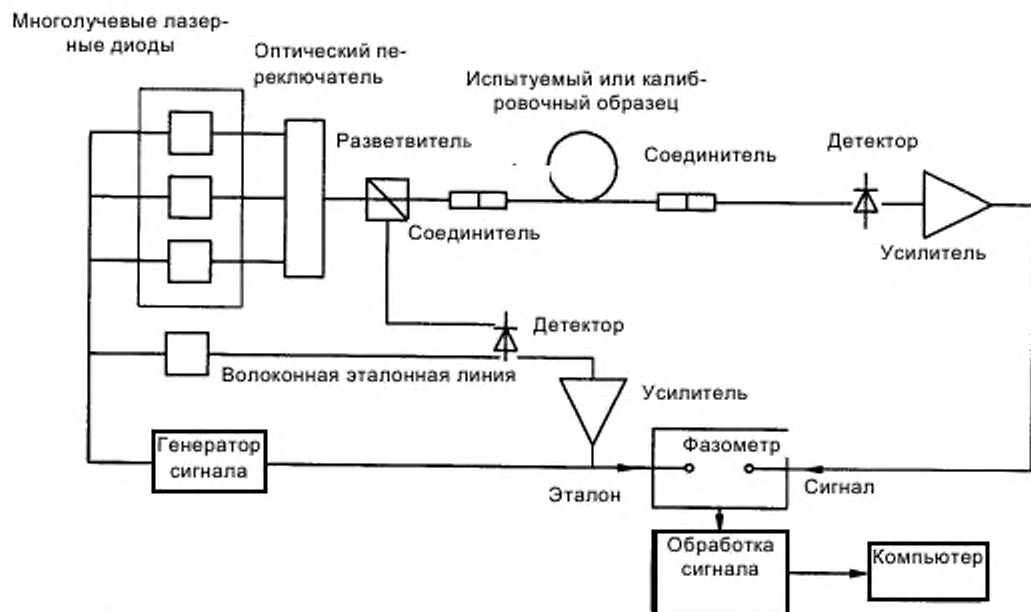 Многолучевые лазер-
ные диоды
Оптический пе-
реключатель
Испытуемый или калиб-
ровочный образец
Разветвитель
Соединитель
Детектор
Соединитель
Усилитель
Детектор
Волоконная эталонная линия
Усилитель
Генератор
сигнала
Фазометр
Эталон
Сигнал
Обработка
сигнала
Компьютер